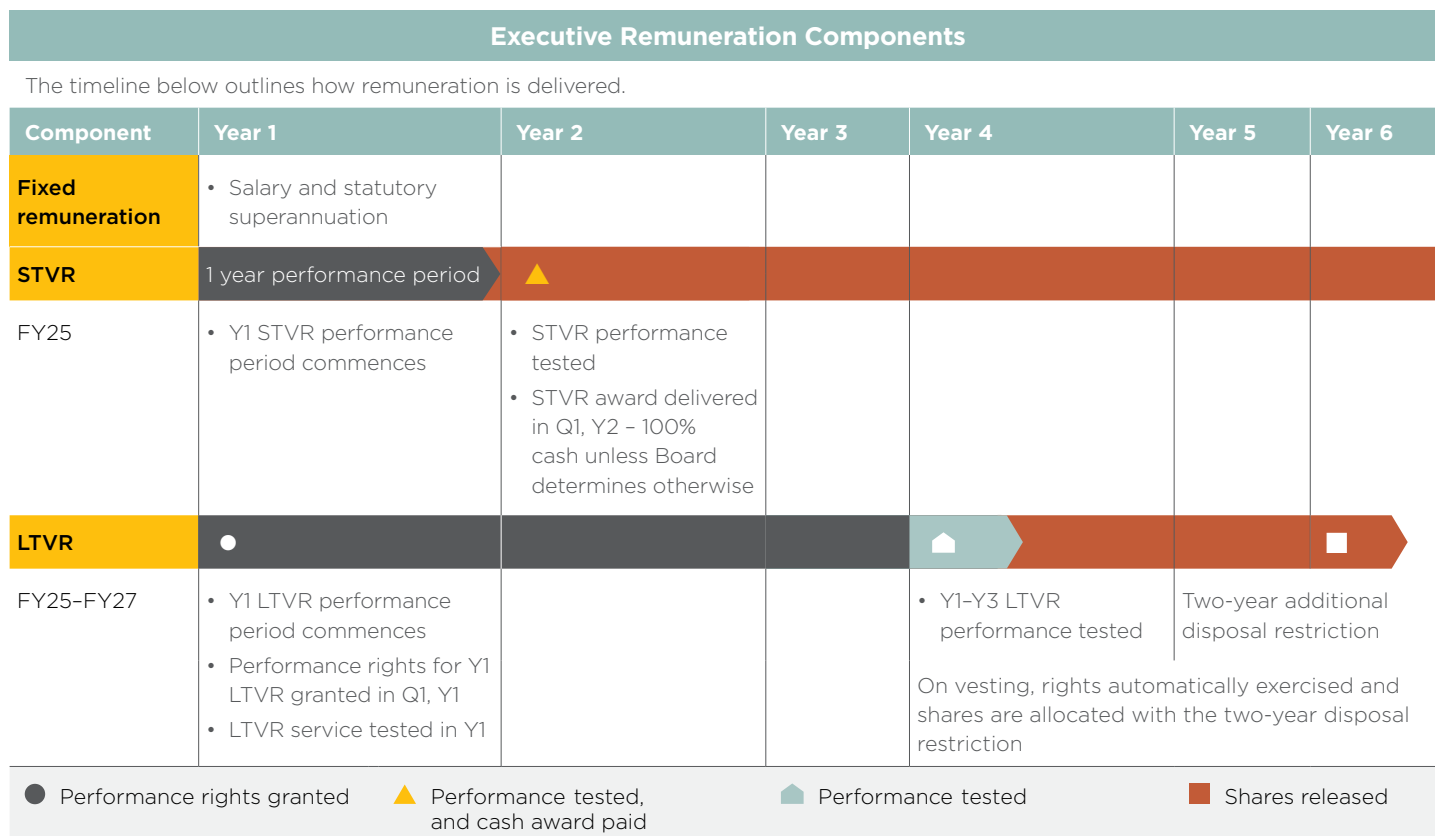 Executive Remuneration Components
The timeline below outlines how remuneration is delivered.
Component
Year 1
Year 2
Year 3
Year 4
Year 5
Year 6
Fixed
remuneration
• Salary and statutory
superannuation
STVR
1 year performance period
FY25
• Y1 STVR performance
period commences
• STVR performance
tested
• STVR award delivered
in Q1, Y2 – 100%
cash unless Board
determines otherwise
LTVR
FY25–FY27
• Y1 LTVR performance
period commences
• Performance rights for Y1
LTVR granted in Q1, Y1
• LTVR service tested in Y1
• Y1–Y3 LTVR
performance tested
Two-year additional
disposal restriction
On vesting, rights automatically exercised and
shares are allocated with the two-year disposal
restriction
Performance rights granted
Performance tested,
and cash award paid
Performance tested
Shares released